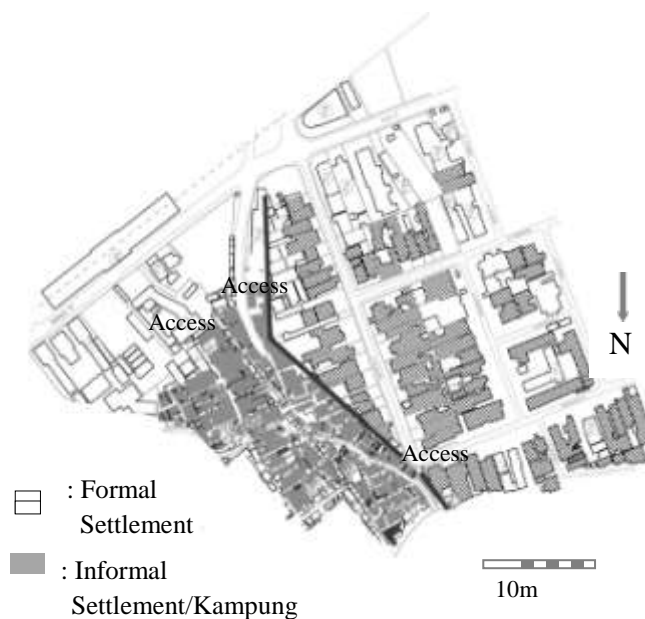 Access
Access
N
Access
: Formal
Settlement
: Informal
Settlement/Kampung
10m